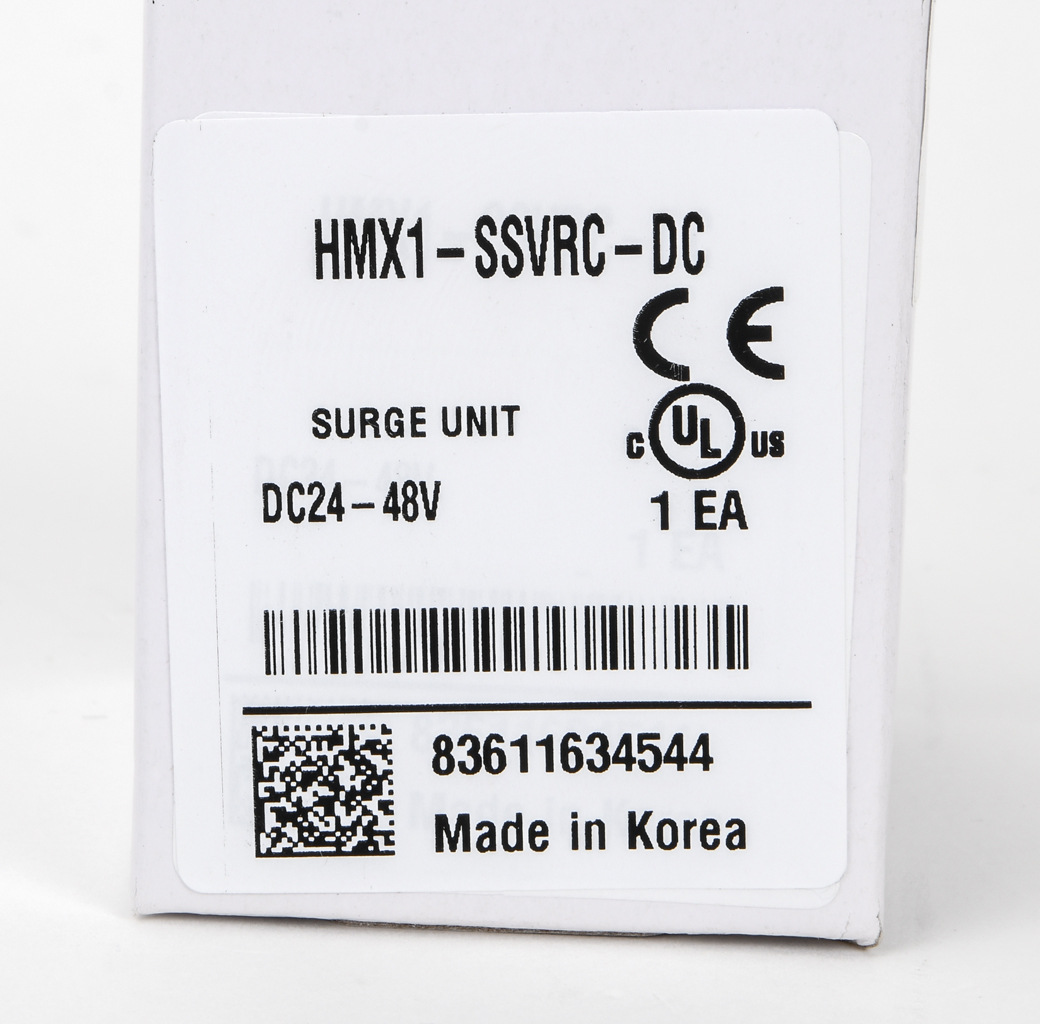 HMX1-SSVRC-DC
CE
SURGE UNIT
C UL US
DC24-48V
1 EA
83611634544
Made in Korea